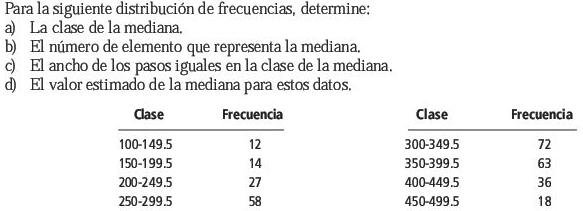 Para la siguiente distribución de frecuencias, determine:
a) La clase de la mediana.
b) El número de elemento que representa la mediana.
c) El ancho de los pasos iguales en la clase de la mediana.
d) El valor estimado de la mediana para estos datos.
Clase Frecuencia Clase Frecuencia
100-149.5 12 300-349.5 72
150-199.5 14 350-399.5 63
200-249.5 27 400-449.5 36
250-299.5 58 450-499.5 18